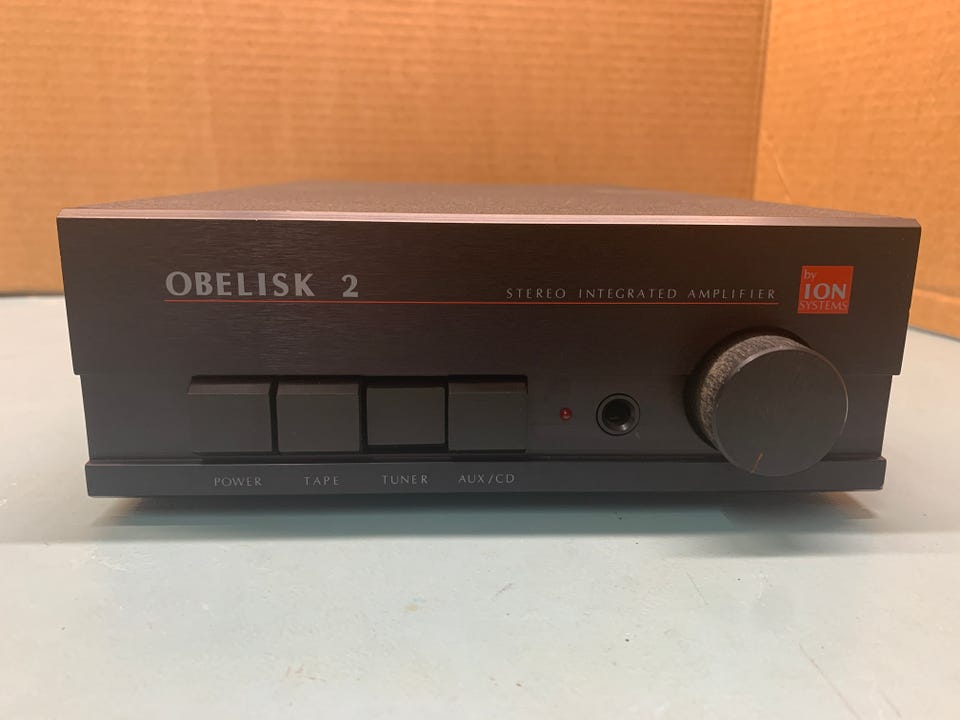 OBELISK 2
STEREO INTEGRATED AMPLIFIER
by
ION
SYSTEMS
POWER TAPE TUNER AUX/CD